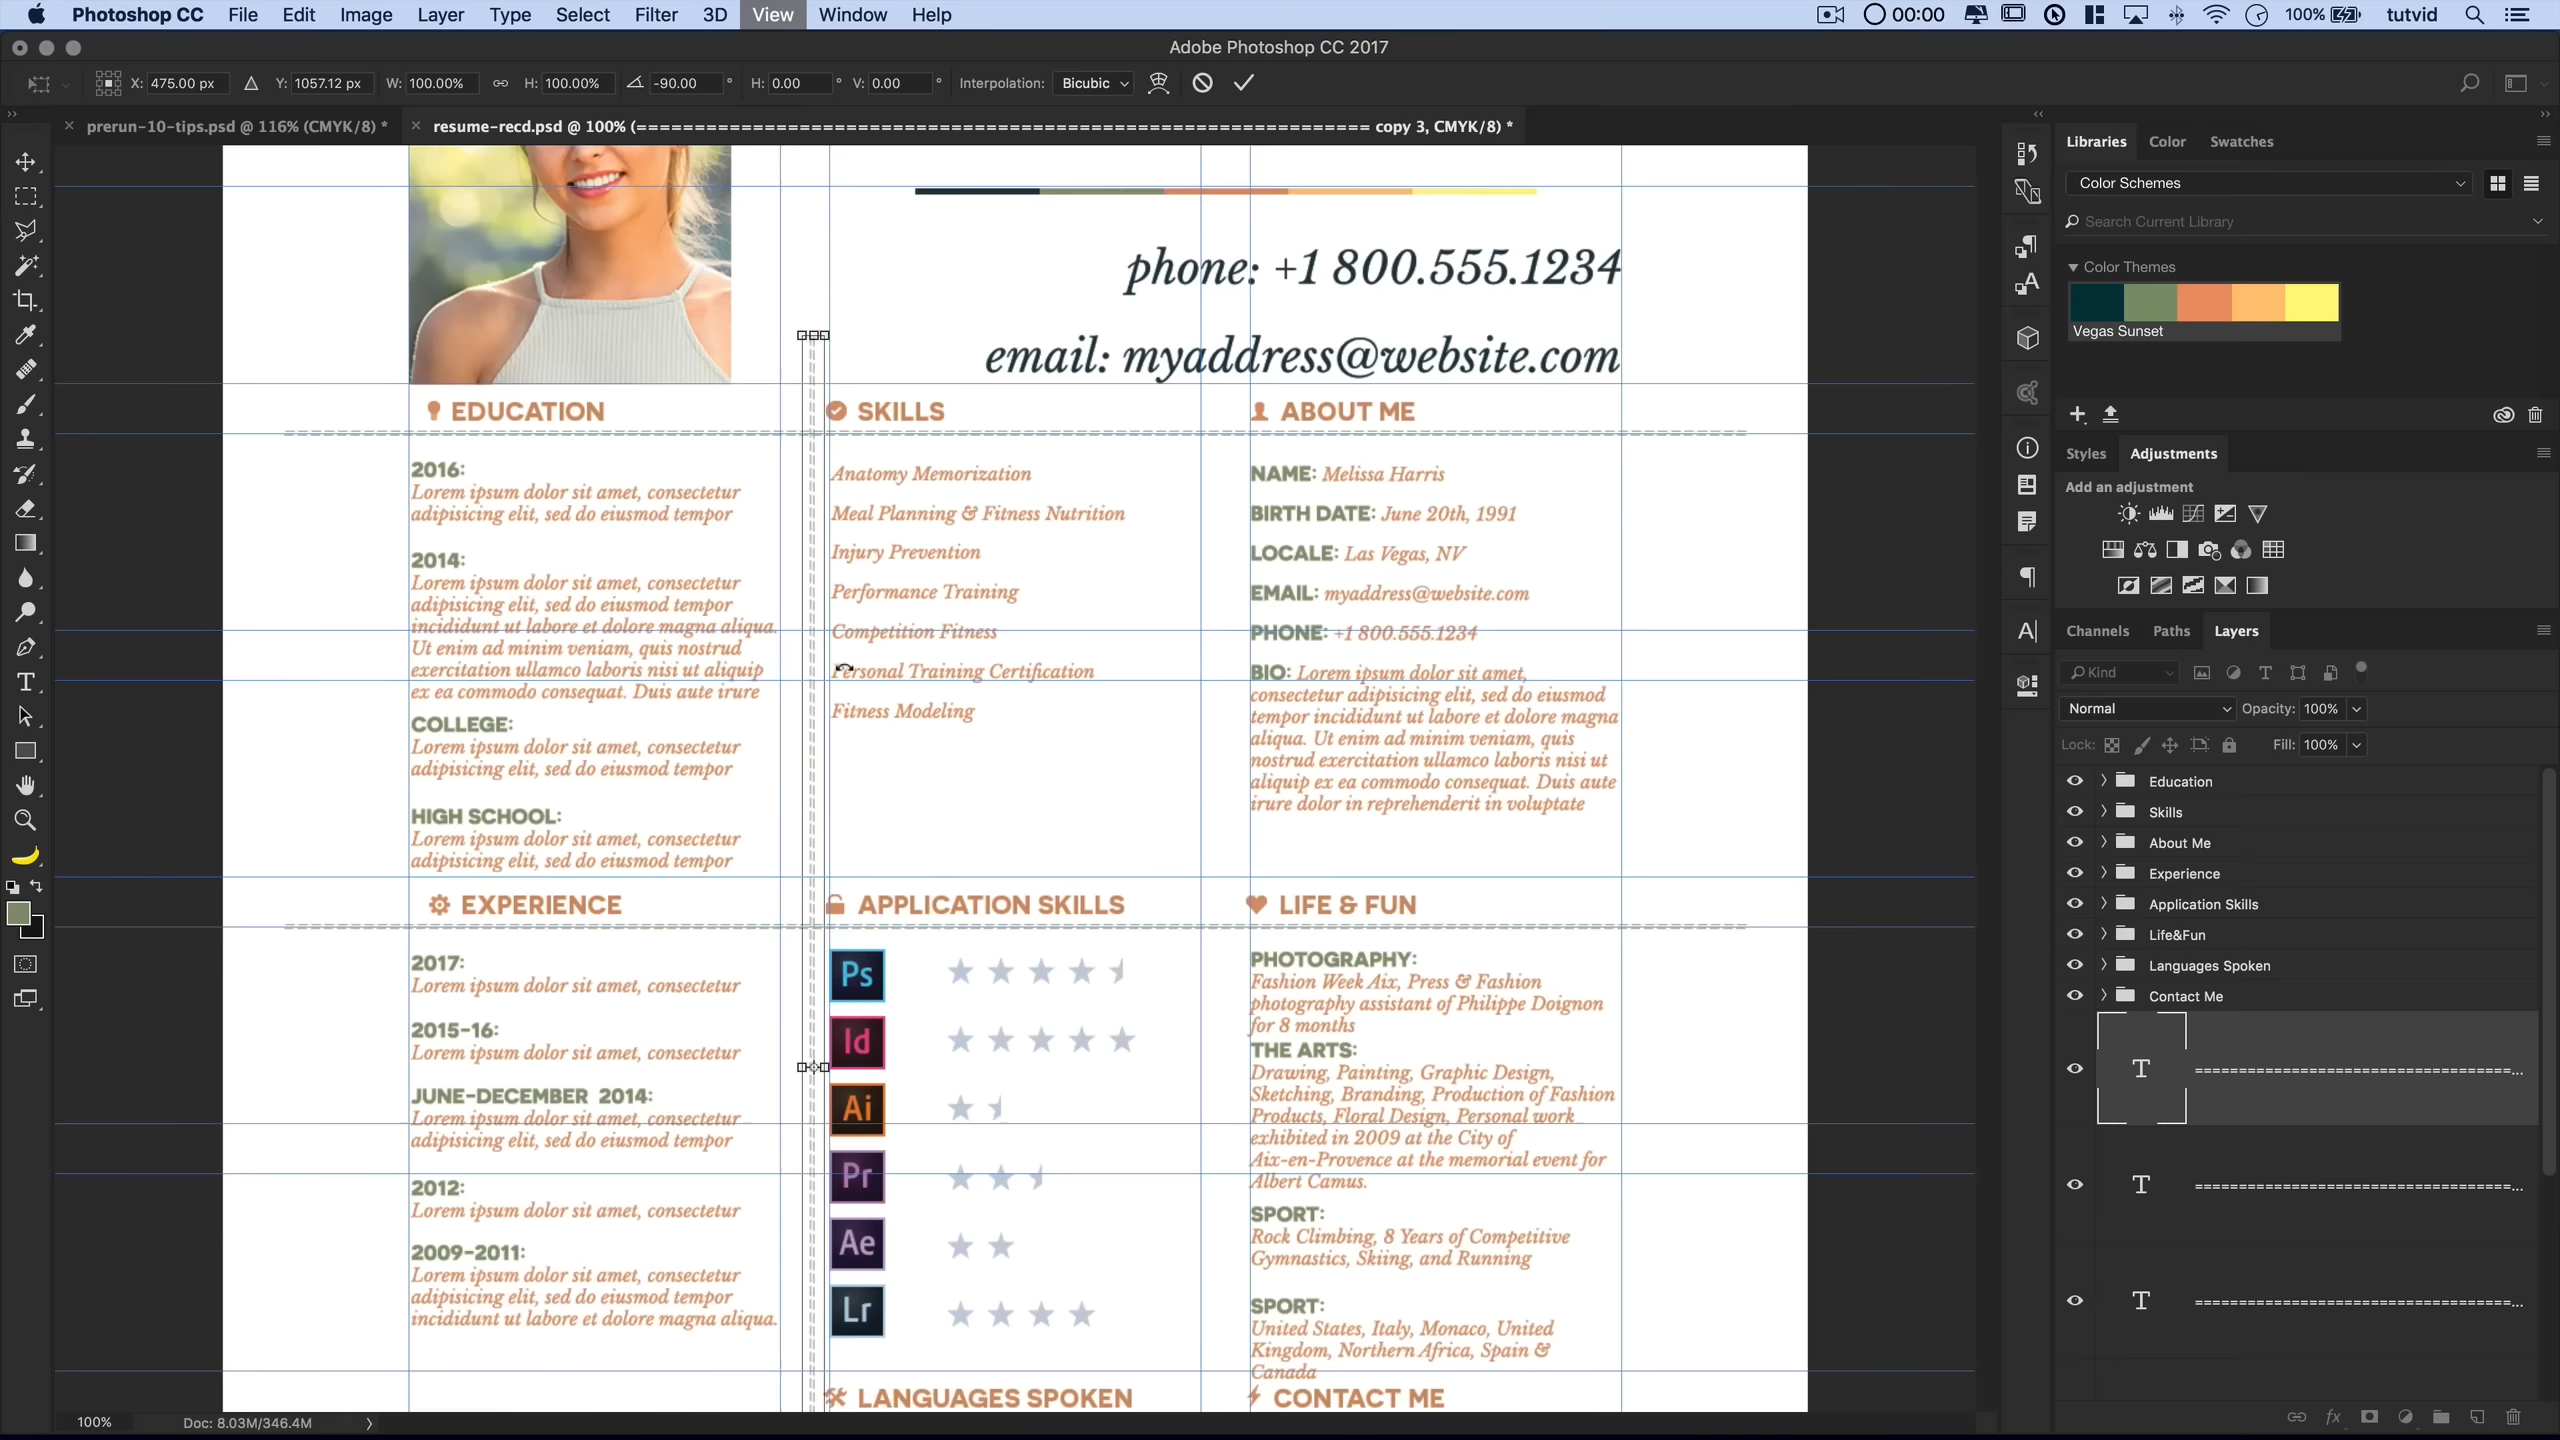 Photoshop CC File Edit Image Layer Type Select Filter 3D View Window Help 00:00 100% tutvid
Adobe Photoshop CC 2017
X: 475.00 px Y: 1057.12 px W: 100.00% H: 100.00% -90.00 ° H: 0.00 ° V: 0.00 ° Interpolation: Bicubic
prerun-10-tips.psd @ 116% (CMYK/8) *
resume-recd.psd @ 100% (=============================================================== copy 3, CMYK/8) *
phone: +1 800.555.1234
email: myaddress@website.com
EDUCATION
2016:
Lorem ipsum dolor sit amet, consectetur
adipisicing elit, sed do eiusmod tempor
2014:
Lorem ipsum dolor sit amet, consectetur
adipisicing elit, sed do eiusmod tempor
incididunt ut labore et dolore magna aliqua.
Ut enim ad minim veniam, quis nostrud
exercitation ullamco laboris nisi ut aliquip
ex ea commodo consequat. Duis aute irure
COLLEGE:
Lorem ipsum dolor sit amet, consectetur
adipisicing elit, sed do eiusmod tempor
HIGH SCHOOL:
Lorem ipsum dolor sit amet, consectetur
adipisicing elit, sed do eiusmod tempor
SKILLS
Anatomy Memorization
Meal Planning & Fitness Nutrition
Injury Prevention
Performance Training
Competition Fitness
Personal Training Certification
Fitness Modeling
ABOUT ME
NAME: Melissa Harris
BIRTH DATE: June 20th, 1991
LOCALE: Las Vegas, NV
EMAIL: myaddress@website.com
PHONE: +1 800.555.1234
BIO: Lorem ipsum dolor sit amet,
consectetur adipisicing elit, sed do eiusmod
tempor incididunt ut labore et dolore magna
aliqua. Ut enim ad minim veniam, quis
nostrud exercitation ullamco laboris nisi ut
aliquip ex ea commodo consequat. Duis aute
irure dolor in reprehenderit in voluptate
EXPERIENCE
2017:
Lorem ipsum dolor sit amet, consectetur
2015-16:
Lorem ipsum dolor sit amet, consectetur
JUNE-DECEMBER 2014:
Lorem ipsum dolor sit amet, consectetur
adipisicing elit, sed do eiusmod tempor
2012:
Lorem ipsum dolor sit amet, consectetur
2009-2011:
Lorem ipsum dolor sit amet, consectetur
adipisicing elit, sed do eiusmod tempor
incididunt ut labore et dolore magna aliqua.
APPLICATION SKILLS
Ps
Id
Ai
Pr
Ae
Lr
LIFE & FUN
PHOTOGRAPHY:
Fashion Week Aix, Press & Fashion
photography assistant of Philippe Doignon
for 8 months
THE ARTS:
Drawing, Painting, Graphic Design,
Sketching, Branding, Production of Fashion
Products, Floral Design, Personal work
exhibited in 2009 at the City of
Aix-en-Provence at the memorial event for
Albert Camus.
SPORT:
Rock Climbing, 8 Years of Competitive
Gymnastics, Skiing, and Running
SPORT:
United States, Italy, Monaco, United
Kingdom, Northern Africa, Spain &
Canada
LANGUAGES SPOKEN
CONTACT ME
100% Doc: 8.03M/346.4M
Libraries Color Swatches
Color Schemes
Search Current Library
Color Themes
Vegas Sunset
Styles Adjustments
Add an adjustment
Channels Paths Layers
Kind
Normal Opacity: 100%
Lock: Fill: 100%
Education
Skills
About Me
Experience
Application Skills
Life&Fun
Languages Spoken
Contact Me
T ====================================...
T ====================================...
T ====================================...